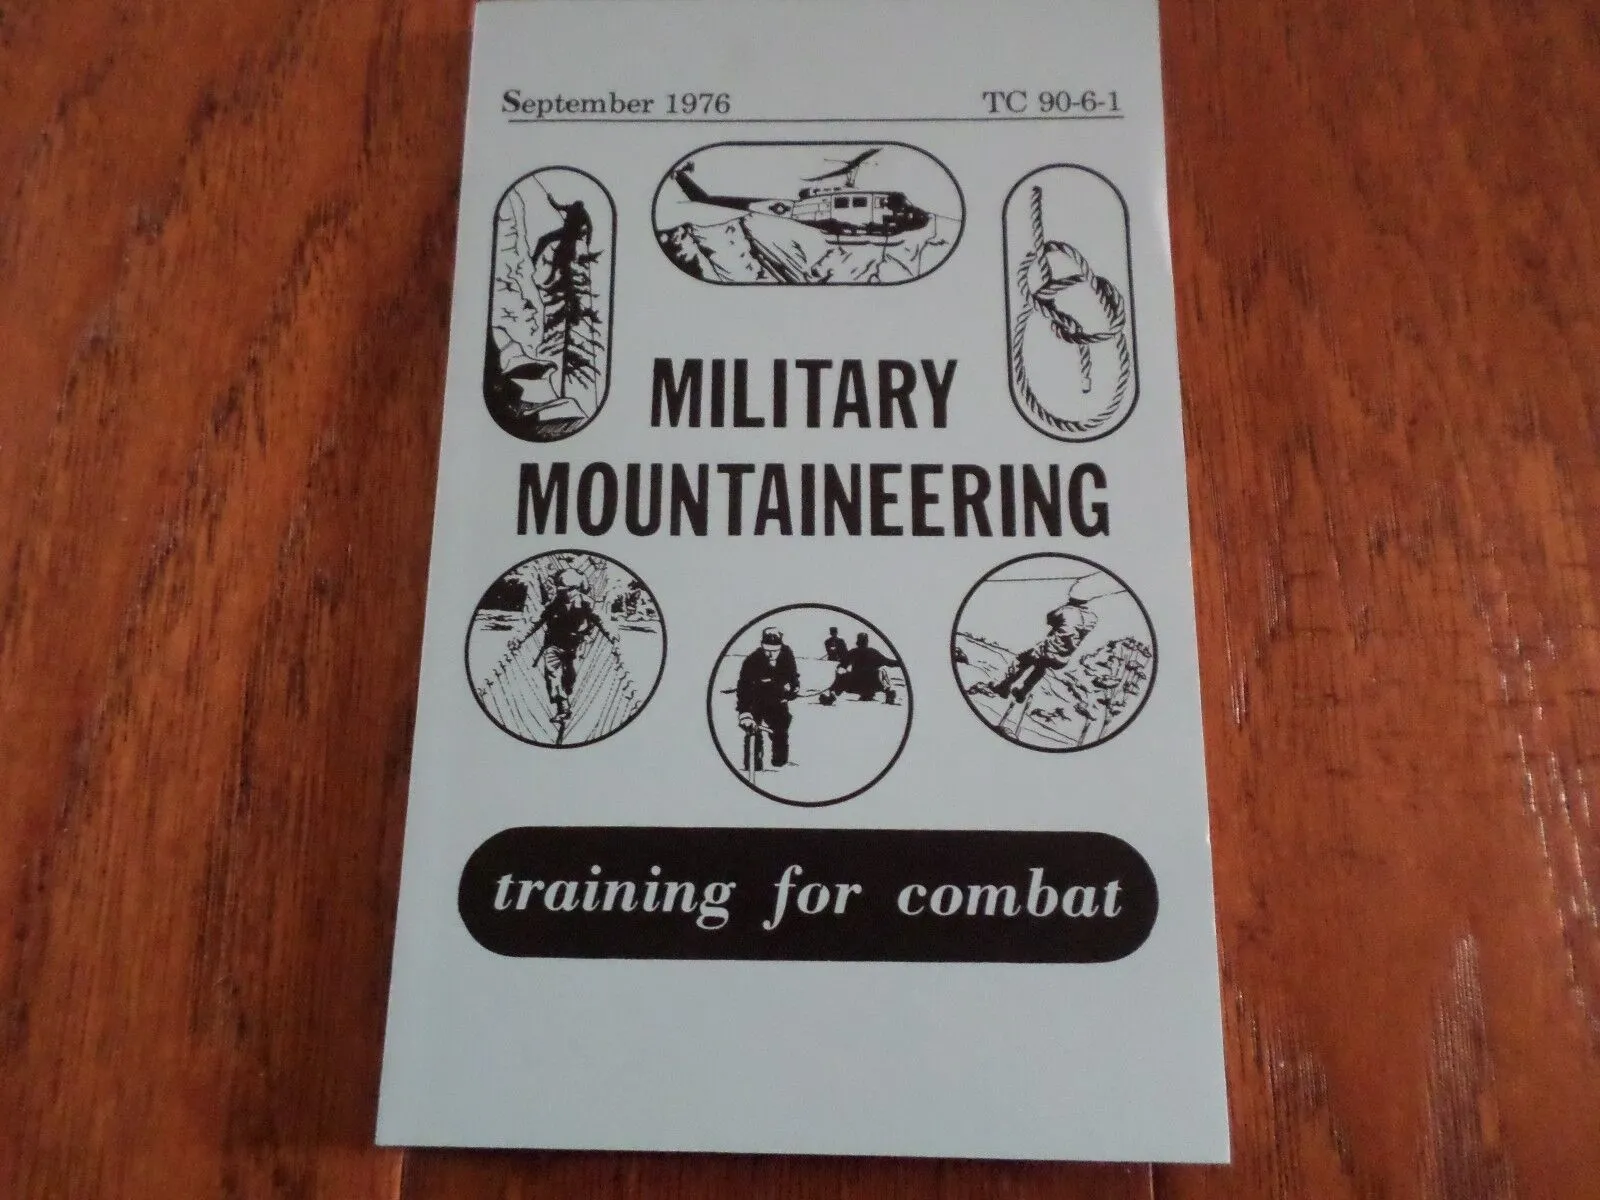 September 1976 TC 90-6-1
MILITARY
MOUNTAINEERING
training for combat